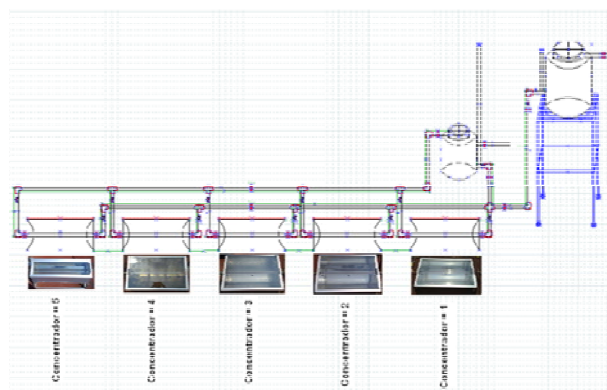 Concentrador = 5
Concentrador = 4
Concentrador = 3
Concentrador = 2
Concentrador = 1